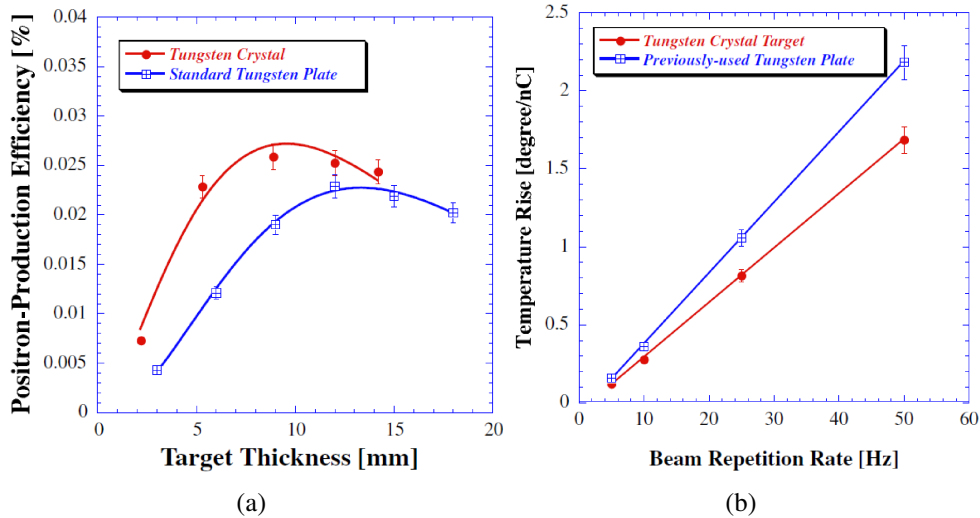 0.04
0.035
0.03
0.025
0.02
0.015
0.01
0.005
0
Positron-Production Efficiency [%]
Tungsten Crystal
Standard Tungsten Plate
0 5 10 15 20
Target Thickness [mm]
(a)
2.5
2
1.5
1
0.5
0
Temperature Rise [degree/nC]
Tungsten Crystal Target
Previously-used Tungsten Plate
0 10 20 30 40 50 60
Beam Repetition Rate [Hz]
(b)